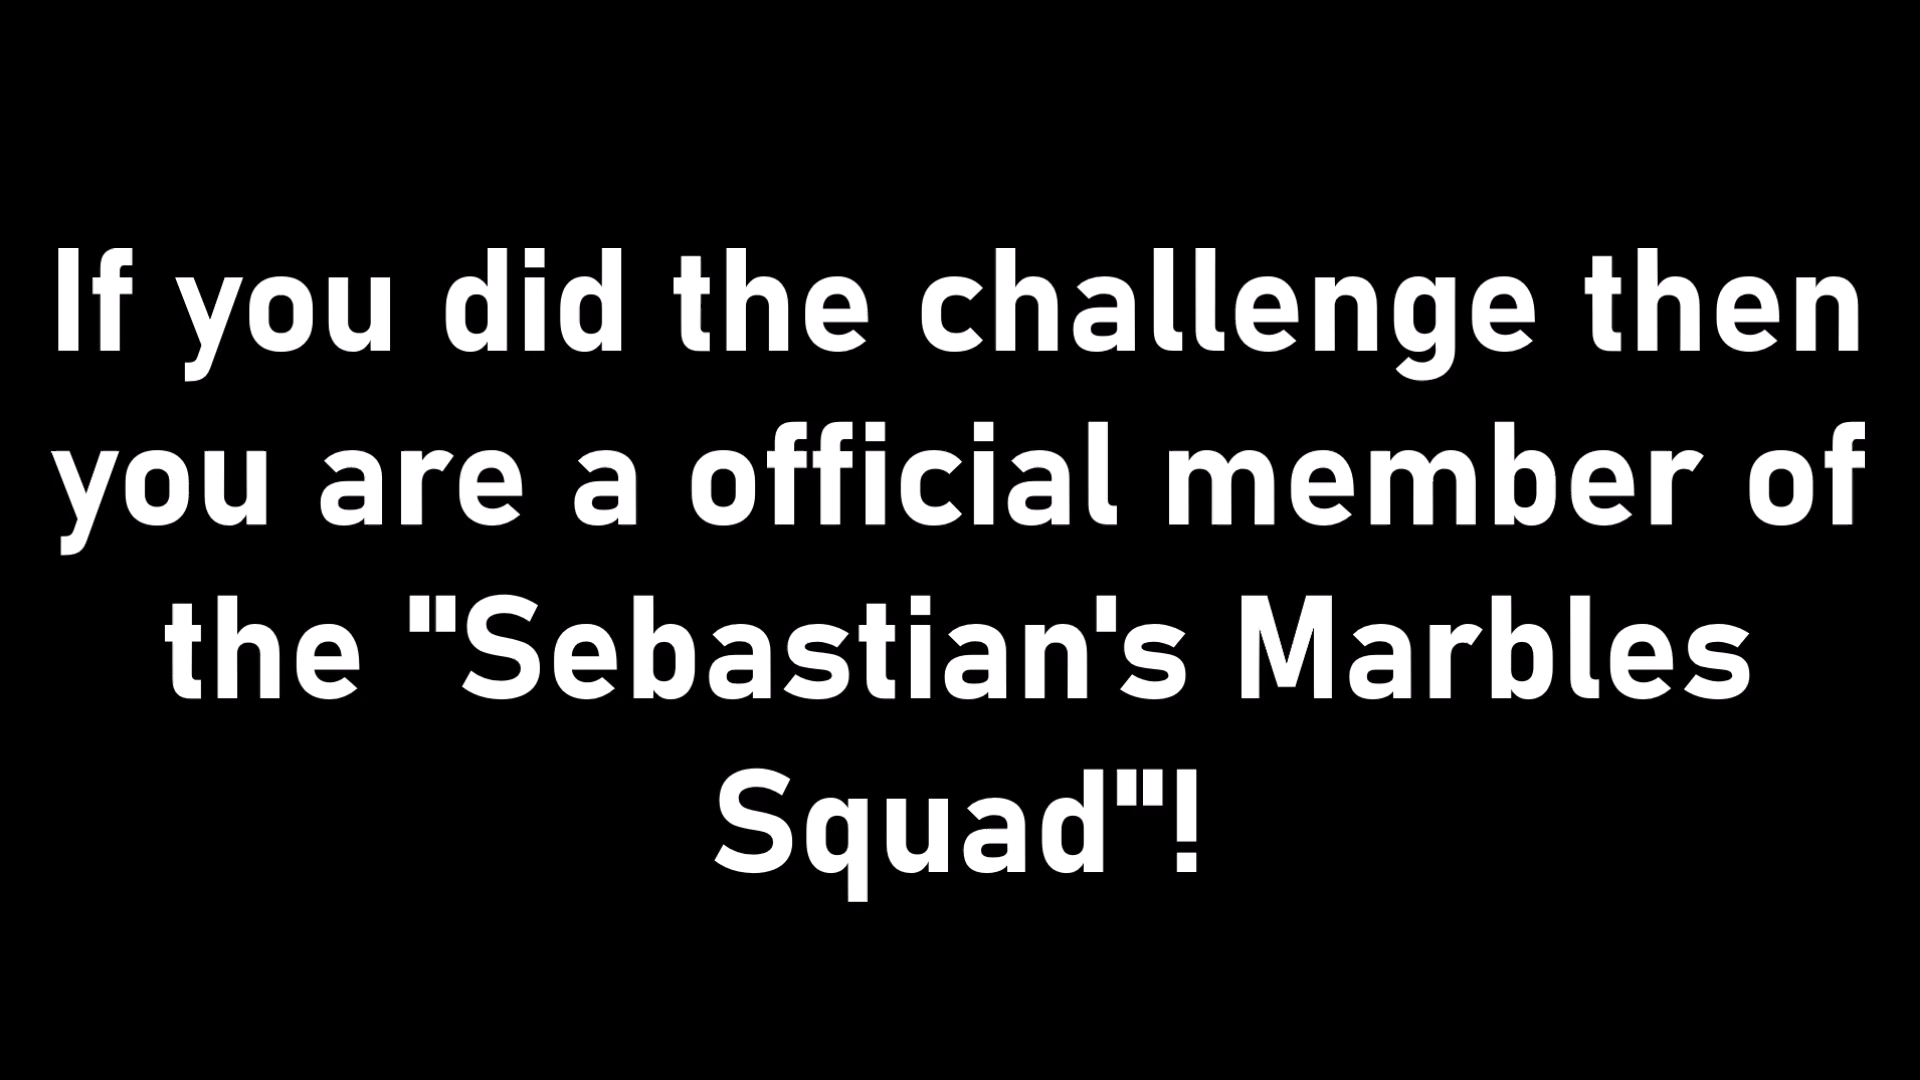 If you did the challenge then
you are a official member of
the "Sebastian's Marbles
Squad"!